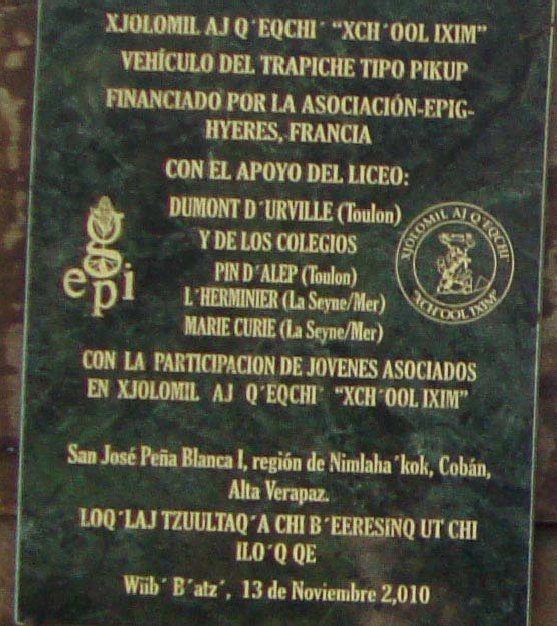 XJOLOMIL AJ Q´EQCHI´ “XCH´OOL IXIM”
VEHÍCULO DEL TRAPICHE TIPO PIKUP
FINANCIADO POR LA ASOCIACIÓN-EPIG-
HYERES, FRANCIA
CON EL APOYO DEL LICEO:
DUMONT D´URVILLE (Toulon)
Y DE LOS COLEGIOS
PIN D´ALEP (Toulon)
L´HERMINIER (La Seyne/Mer)
MARIE CURIE (La Seyne/Mer)
epi
XJOLOMIL AJ Q´EQCHI
"XCH´OOL IXIM"
CON LA PARTICIPACION DE JOVENES ASOCIADOS
EN XJOLOMIL AJ Q´EQCHI´ “XCH´OOL IXIM”
San José Peña Blanca I, región de Nimlaha´kok, Cobán,
Alta Verapaz.
LOQ´LAJ TZUULTAQ´A CHI B´EERESINQ UT CHI
ILO´Q QE
Wiib´ B´atz´, 13 de Noviembre 2,010